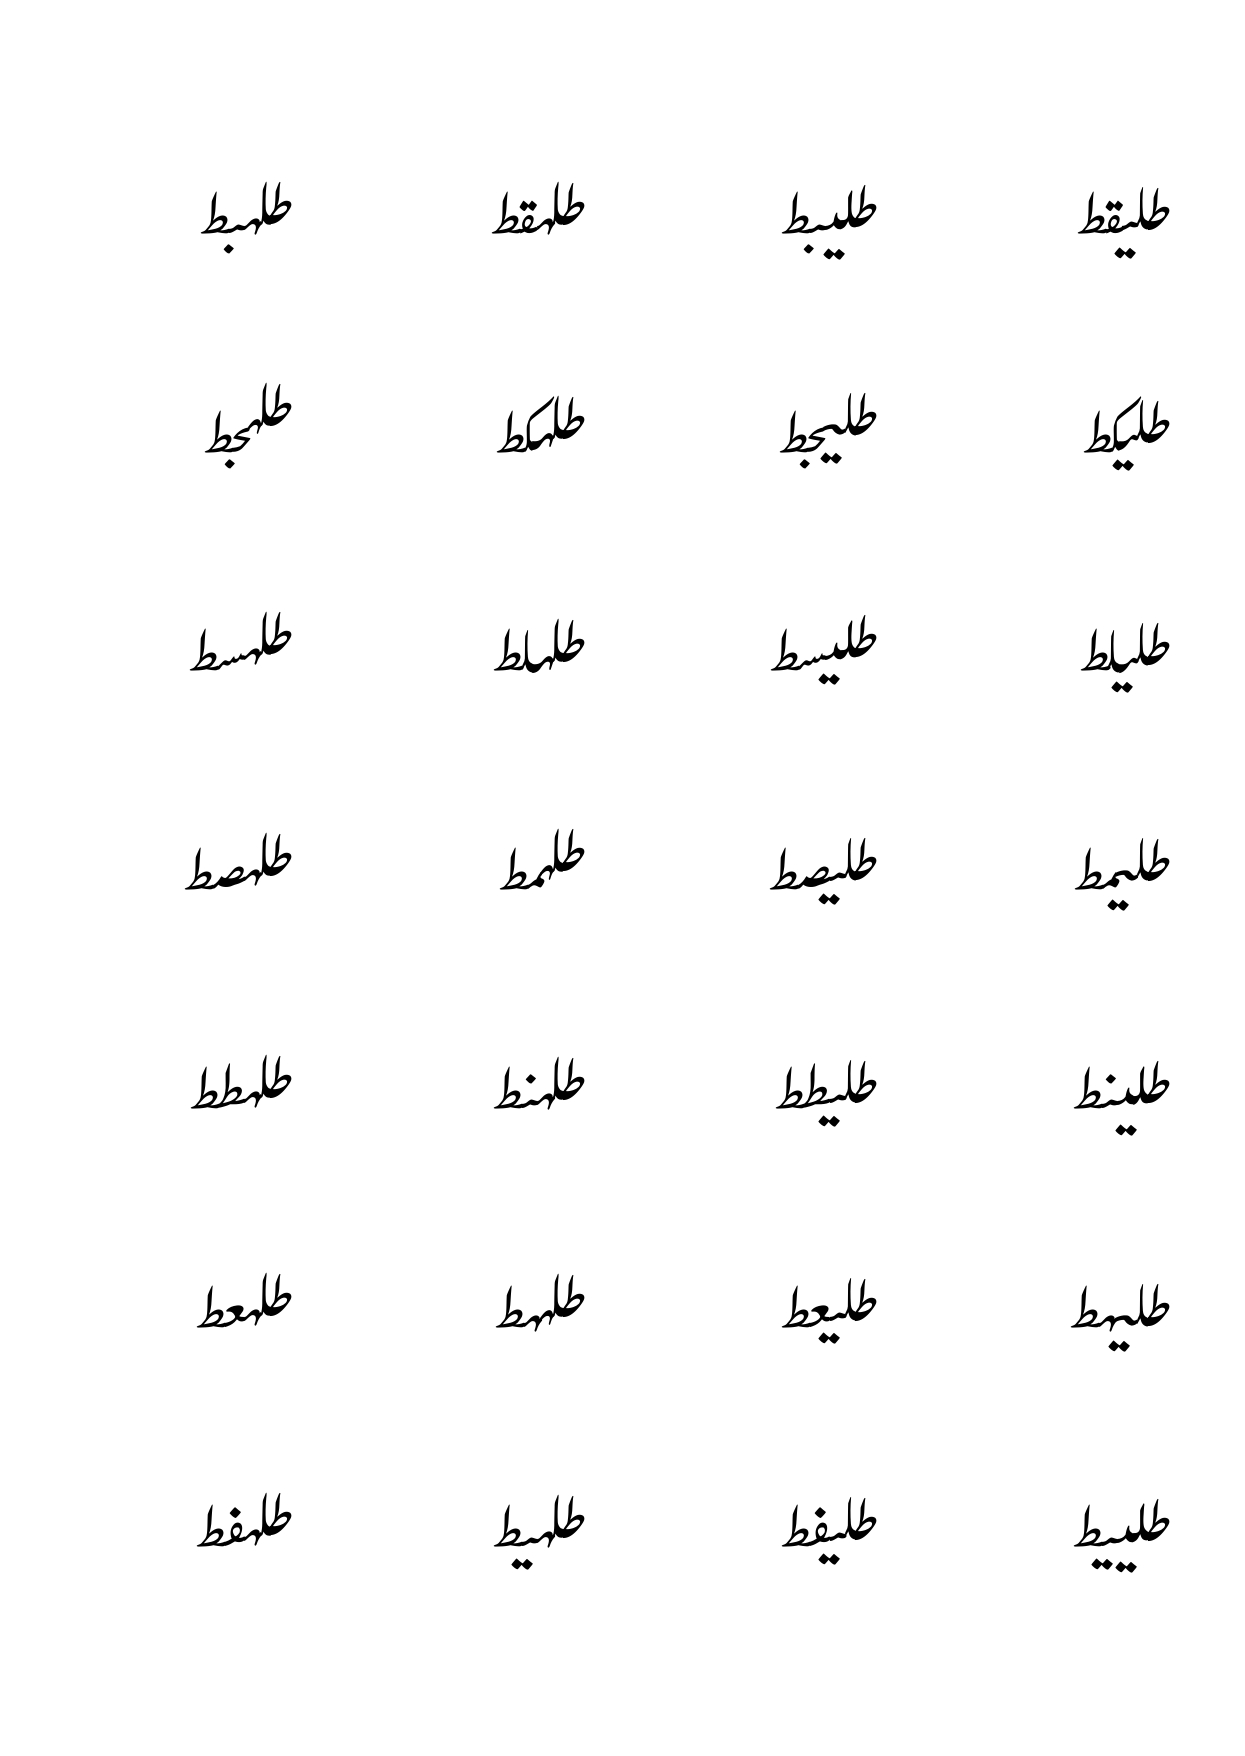 طليقط طليبط طلهقط طلهبط
طليكط طليجط طلهكط طلهجط
طليلط طليسط طلهلط طلهسط
طليمط طليصط طلهمط طلهصط
طلينط طليطط طلهنط طلهطط
طليهط طليعط طلههط طلهعط
طلييط طليفط طلهيط طلهفط